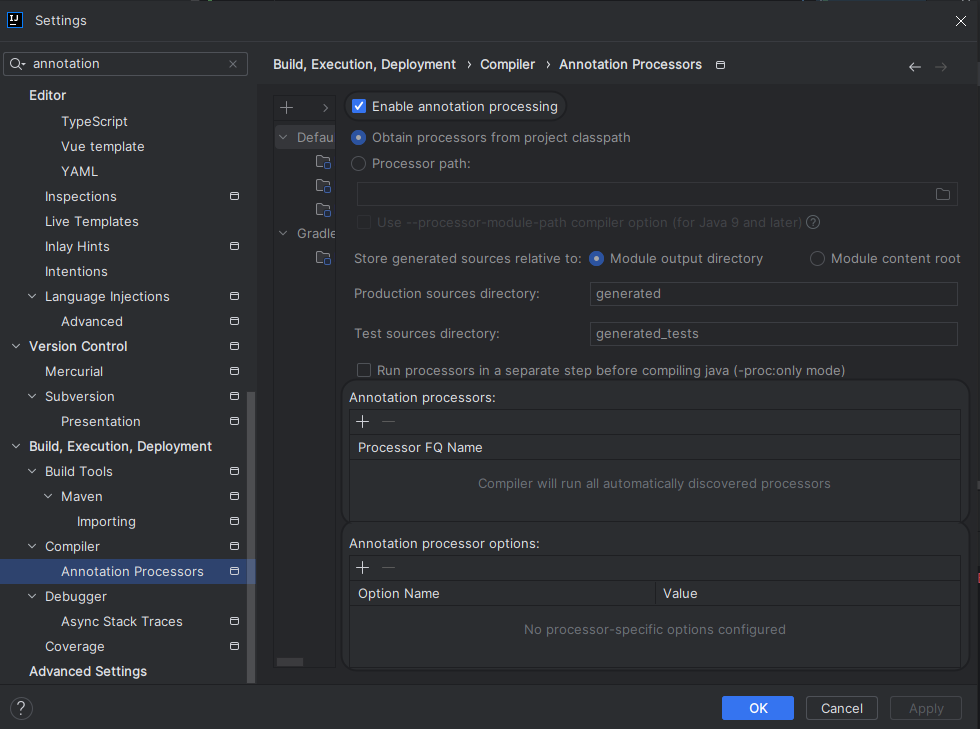 Settings
annotation
Editor
TypeScript
Vue template
YAML
Inspections
Live Templates
Inlay Hints
Intentions
Language Injections
Advanced
Version Control
Mercurial
Subversion
Presentation
Build, Execution, Deployment
Build Tools
Maven
Importing
Compiler
Annotation Processors
Debugger
Async Stack Traces
Coverage
Advanced Settings
Build, Execution, Deployment › Compiler › Annotation Processors
Defau
Gradle
Enable annotation processing
Obtain processors from project classpath
Processor path:
Use --processor-module-path compiler option (for Java 9 and later) ?
Store generated sources relative to: Module output directory Module content root
Production sources directory: generated
Test sources directory: generated_tests
Run processors in a separate step before compiling java (-proc:only mode)
Annotation processors:
Processor FQ Name
Compiler will run all automatically discovered processors
Annotation processor options:
Option Name Value
No processor-specific options configured
? OK Cancel Apply